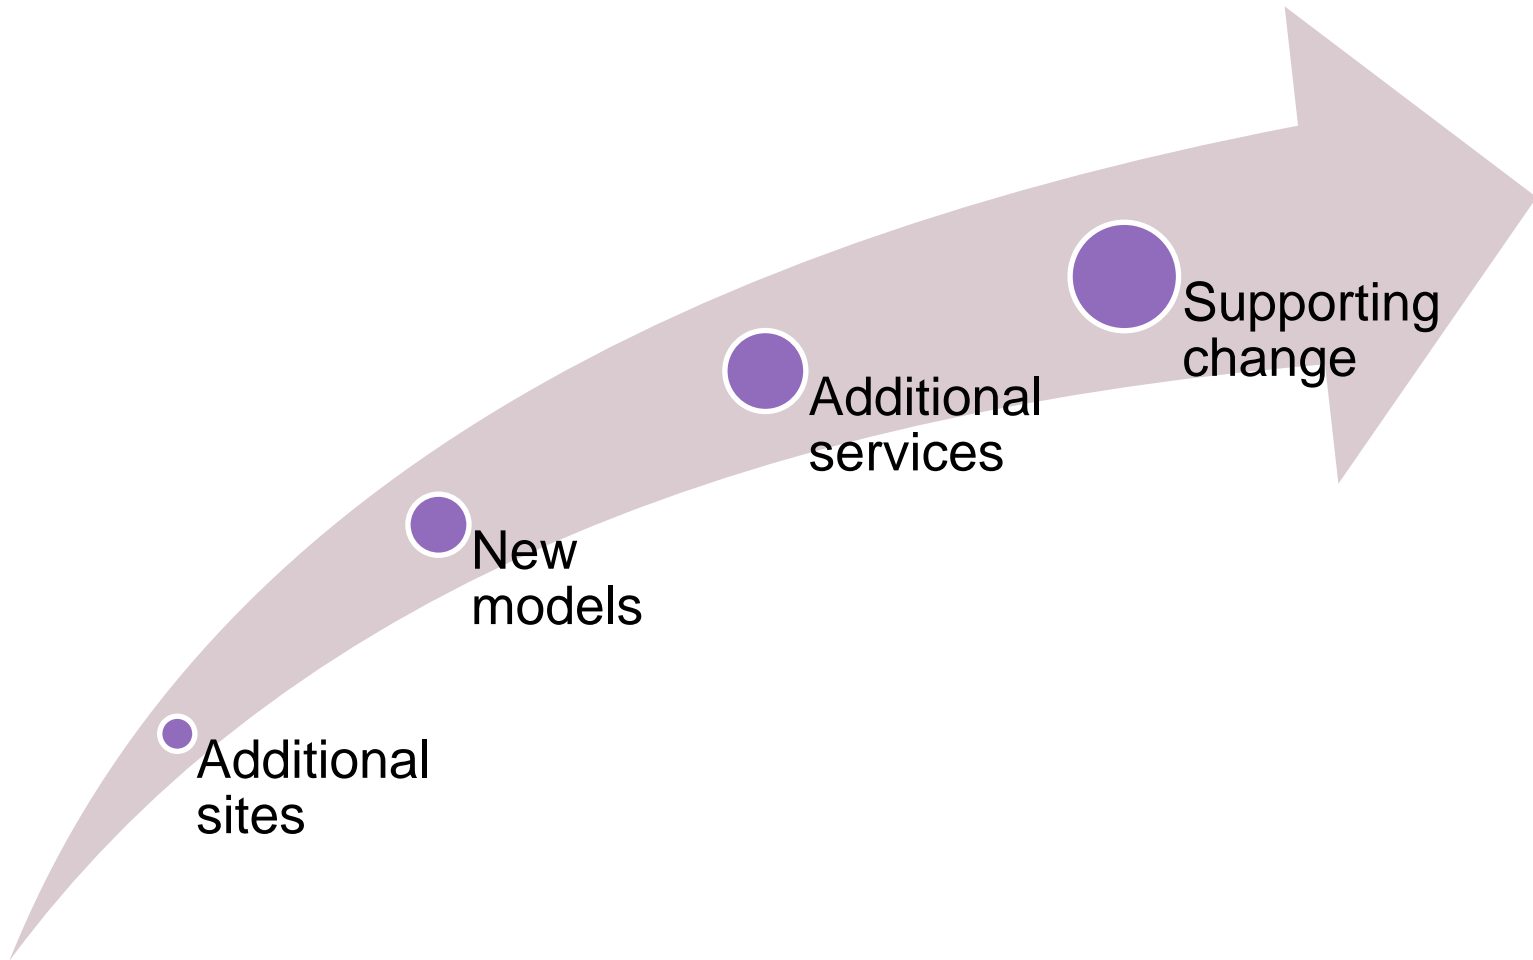 Supporting
change
Additional
services
New
models
Additional
sites